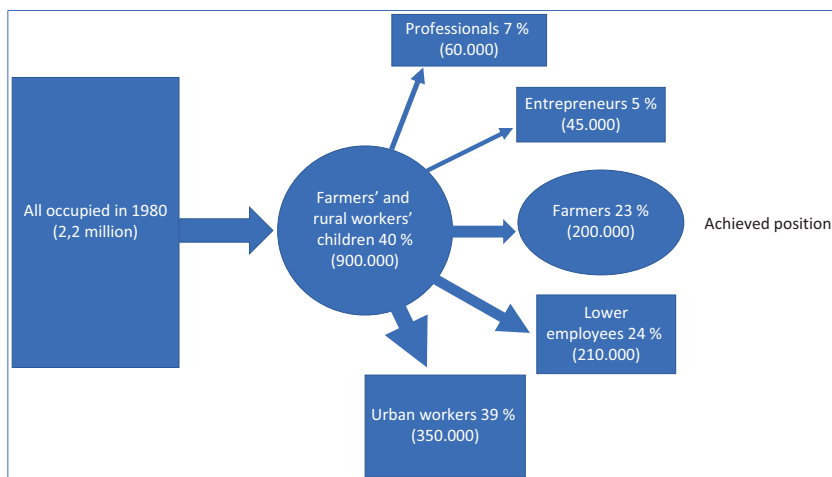 Professionals 7 %
(60.000)
Entrepreneurs 5 %
(45.000)
All occupied in 1980
(2,2 million)
Farmers’ and
rural workers’
children 40 %
(900.000)
Farmers 23 %
(200.000)
Achieved position
Lower
employees 24 %
(210.000)
Urban workers 39 %
(350.000)